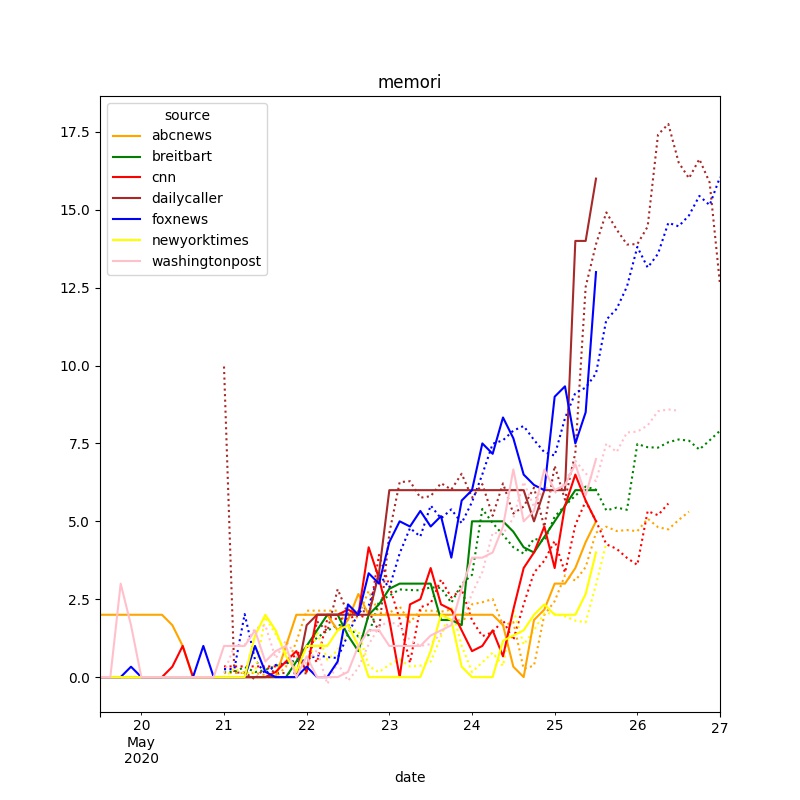 memori
source
abcnews
breitbart
cnn
dailycaller
foxnews
newyorktimes
washingtonpost
17.5
15.0
12.5
10.0
7.5
5.0
2.5
0.0
20
21
22
23
24
25
26
27
May
2020
date